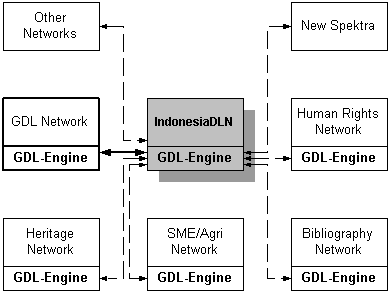 Other
Networks
New Spektra
GDL Network
GDL-Engine
IndonesiaDLN
GDL-Engine
Human Rights
Network
GDL-Engine
Heritage
Network
GDL-Engine
SME/Agri
Network
GDL-Engine
Bibliography
Network
GDL-Engine